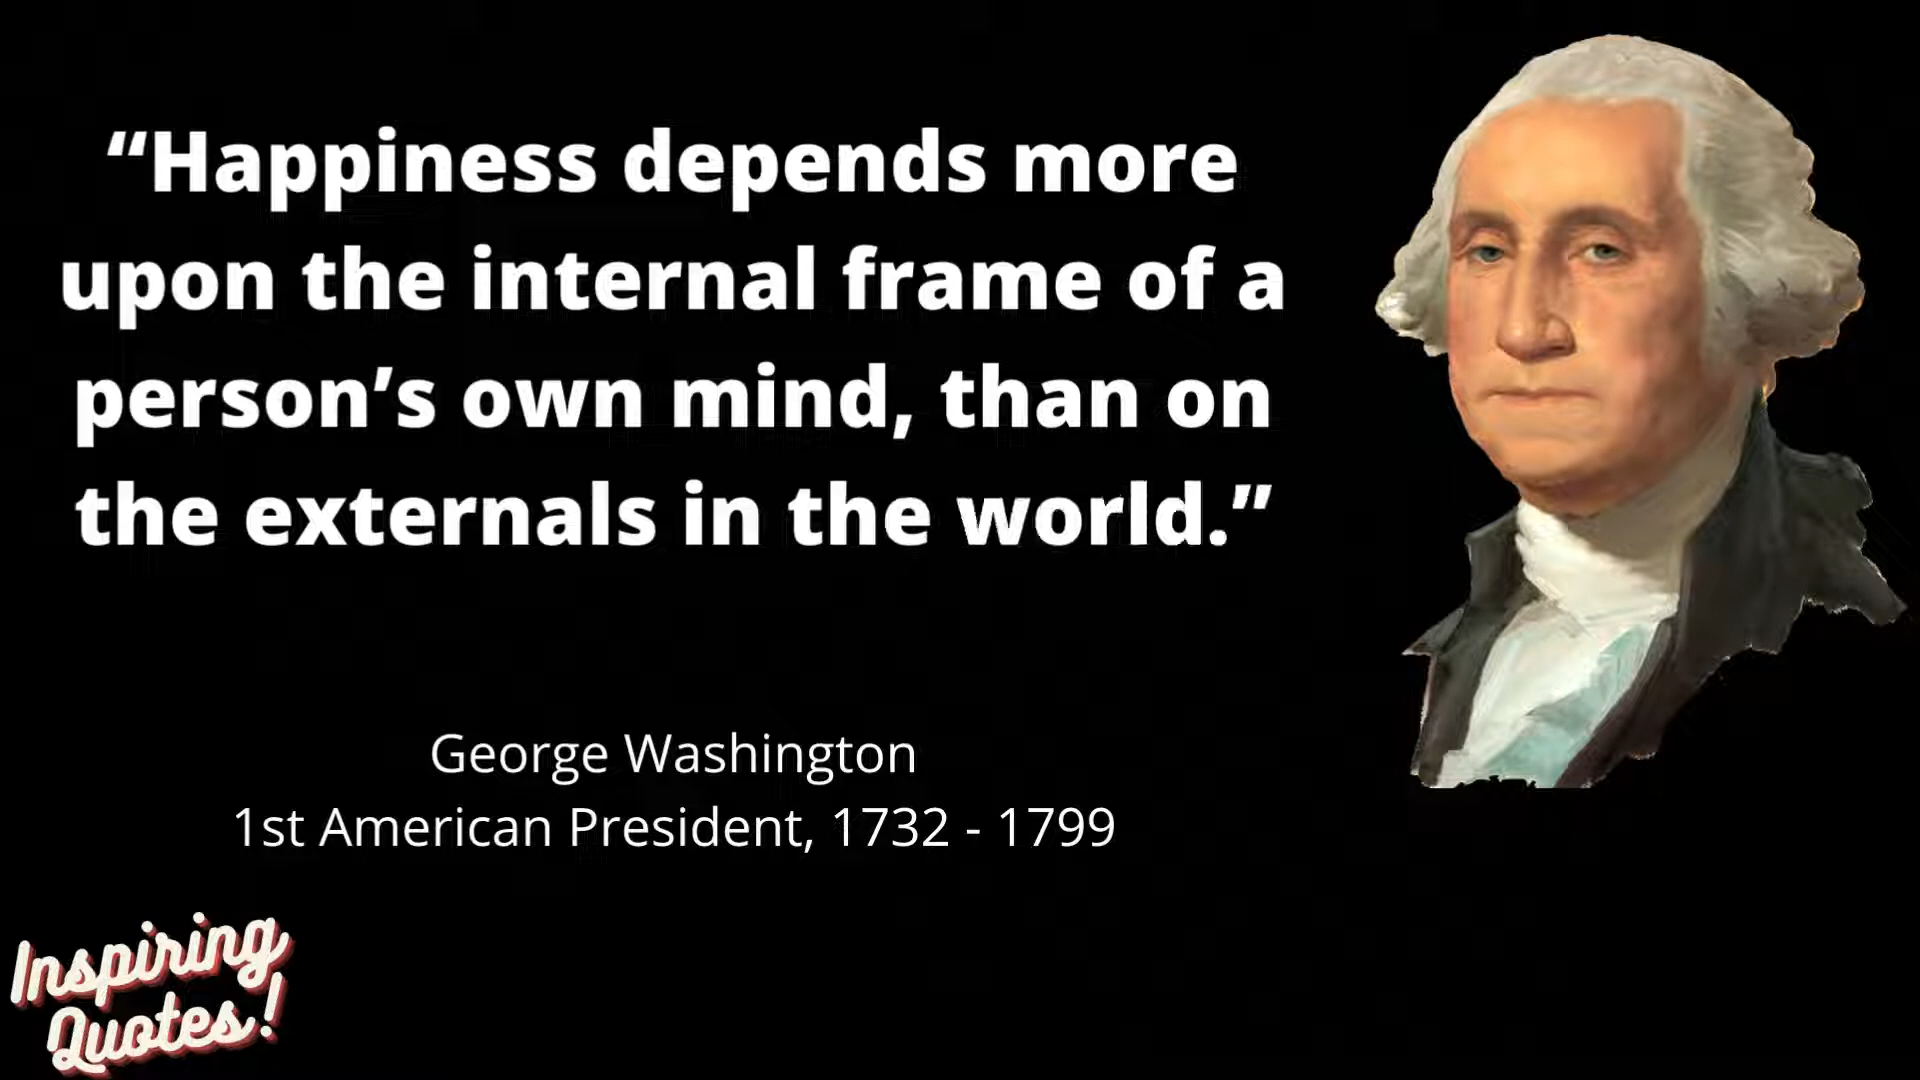 “Happiness depends more
upon the internal frame of a
person’s own mind, than on
the externals in the world.”
George Washington
1st American President, 1732 - 1799
Inspiring
Quotes!